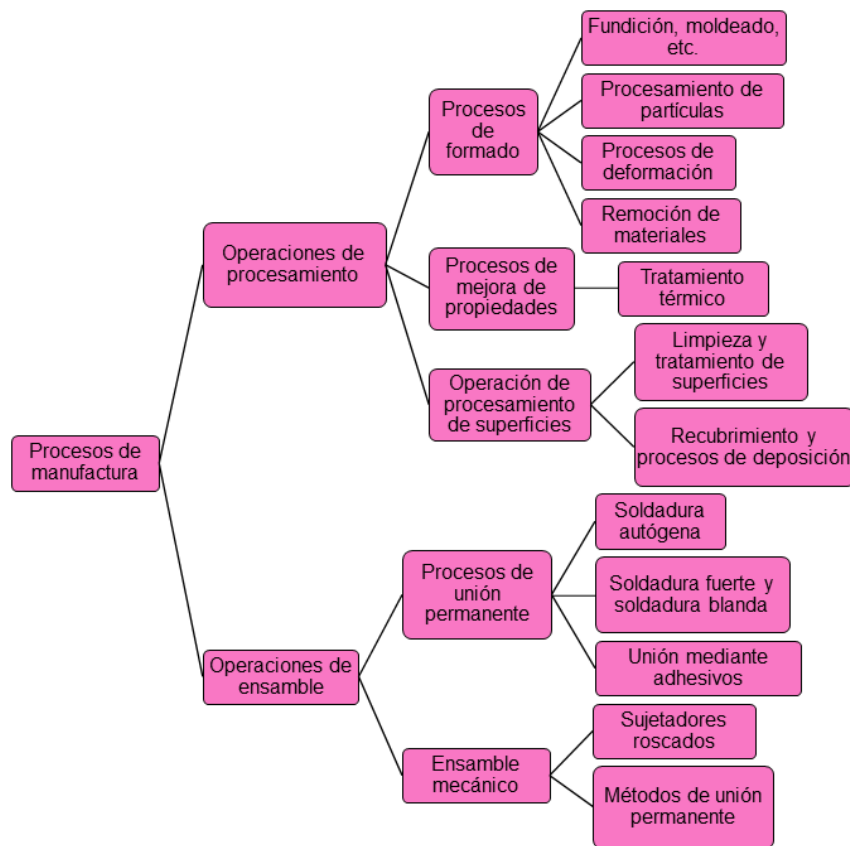 Procesos de
manufactura
Operaciones de
procesamiento
Procesos
de
formado
Fundición, moldeado,
etc.
Procesamiento de
partículas
Procesos de
deformación
Remoción de
materiales
Procesos de
mejora de
propiedades
Tratamiento
térmico
Operación de
procesamiento
de superficies
Limpieza y
tratamiento de
superficies
Recubrimiento y
procesos de deposición
Operaciones de
ensamble
Procesos de
unión
permanente
Soldadura
autógena
Soldadura fuerte y
soldadura blanda
Unión mediante
adhesivos
Ensamble
mecánico
Sujetadores
roscados
Métodos de unión
permanente